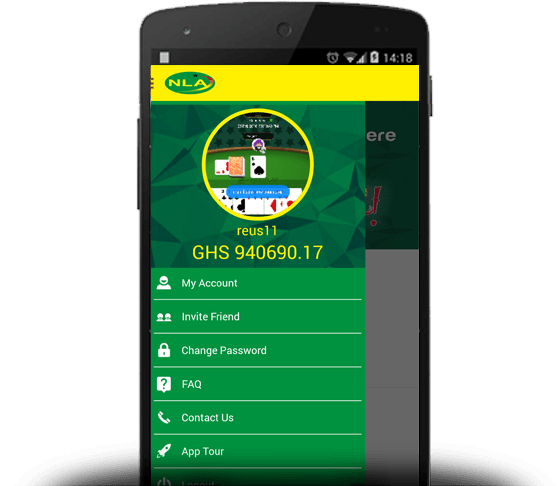 14:18
NLA
ere
reus11
GHS 940690.17
My Account
Invite Friend
Change Password
FAQ
Contact Us
App Tour
Logout